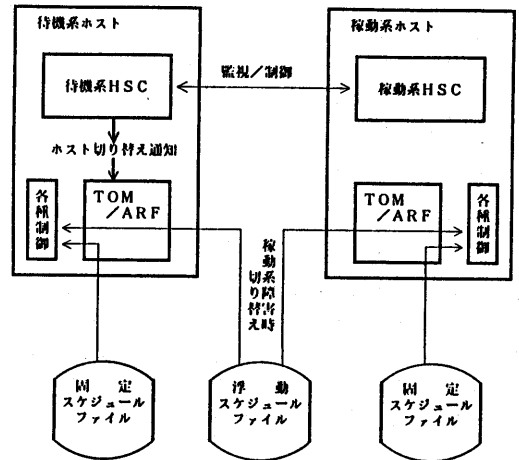 待機系ホスト
稼動系ホスト
待機系HSC
監視/制御
稼動系HSC
ホスト切り替え通知
各種制御
TOM
/ARF
TOM
/ARF
各種制御
稼動系障害時
切り替え
固 定
スケジュール
ファイル
浮 動
スケジュール
ファイル
固 定
スケジュール
ファイル